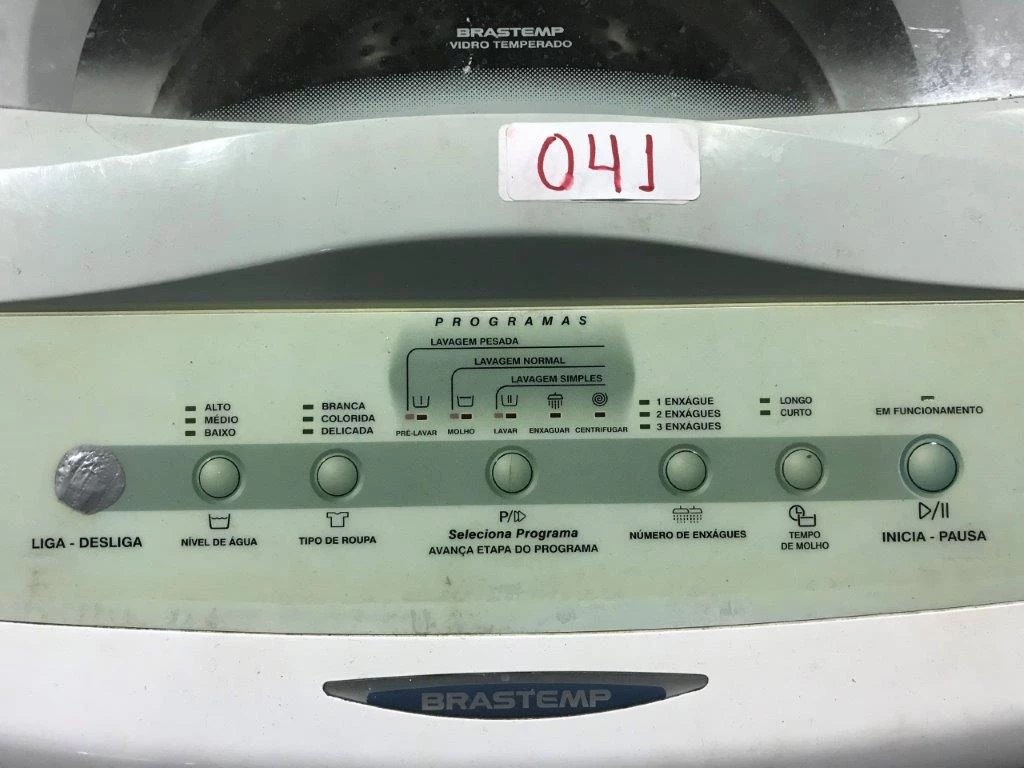 BRASTEMP
VIDRO TEMPERADO
041
PROGRAMAS
LAVAGEM PESADA
LAVAGEM NORMAL
LAVAGEM SIMPLES
PRÉ-LAVAR MOLHO LAVAR ENXAGUAR CENTRIFUGAR
ALTO
MÉDIO
BAIXO
BRANCA
COLORIDA
DELICADA
1 ENXÁGUE
2 ENXÁGUES
3 ENXÁGUES
LONGO
CURTO
EM FUNCIONAMENTO
LIGA - DESLIGA
NÍVEL DE ÁGUA
TIPO DE ROUPA
P/
Seleciona Programa
AVANÇA ETAPA DO PROGRAMA
NÚMERO DE ENXÁGUES
TEMPO
DE MOLHO
▷/II
INICIA - PAUSA
BRASTEMP